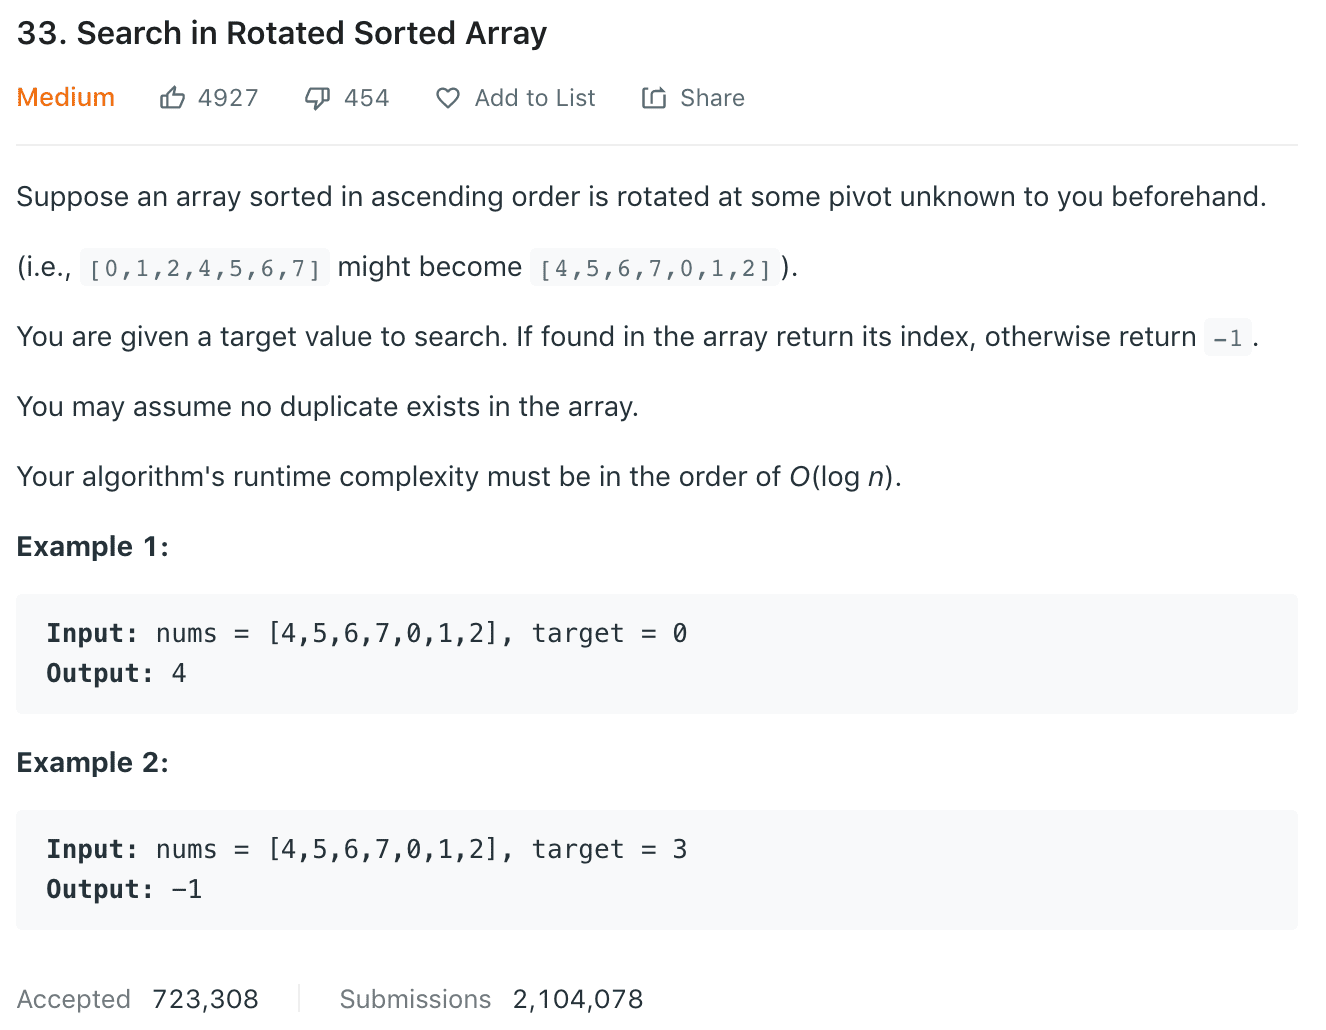 33. Search in Rotated Sorted Array
Medium 4927 454 Add to List Share
Suppose an array sorted in ascending order is rotated at some pivot unknown to you beforehand.
(i.e., [0,1,2,4,5,6,7] might become [4,5,6,7,0,1,2]).
You are given a target value to search. If found in the array return its index, otherwise return -1.
You may assume no duplicate exists in the array.
Your algorithm's runtime complexity must be in the order of O(log n).
Example 1:
Input: nums = [4,5,6,7,0,1,2], target = 0
Output: 4
Example 2:
Input: nums = [4,5,6,7,0,1,2], target = 3
Output: -1
Accepted 723,308 Submissions 2,104,078